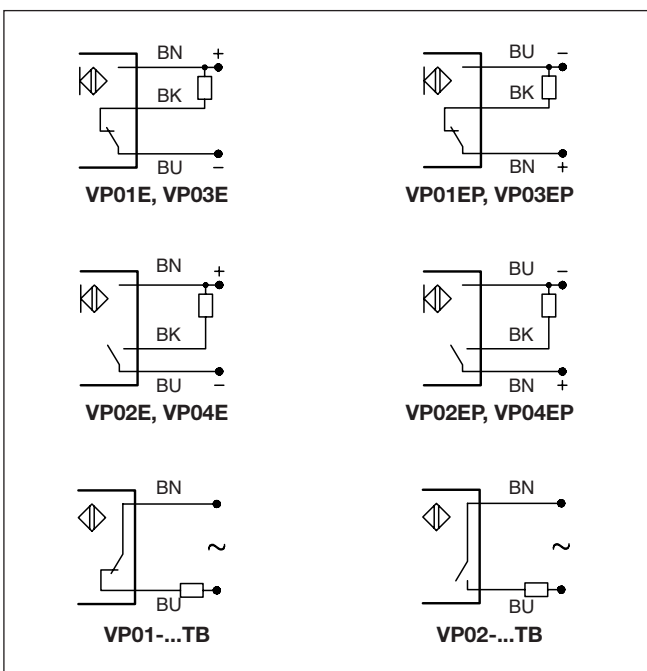 BN +
BK
BU –
VP01E, VP03E
BU –
BK
BN +
VP01EP, VP03EP
BN +
BK
BU –
VP02E, VP04E
BU –
BK
BN +
VP02EP, VP04EP
BN
~
BU
VP01-...TB
BN
~
BU
VP02-...TB